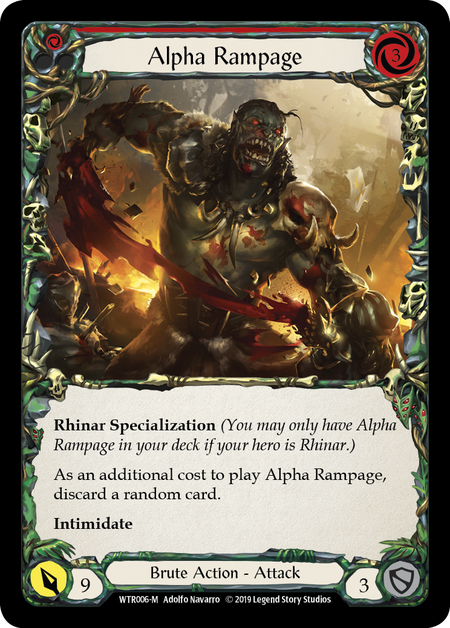 Alpha Rampage
3
Rhinar Specialization (You may only have Alpha
Rampage in your deck if your hero is Rhinar.)
As an additional cost to play Alpha Rampage,
discard a random card.
Intimidate
9
Brute Action - Attack
3
WTR006-M Adolfo Navarro © 2019 Legend Story Studios